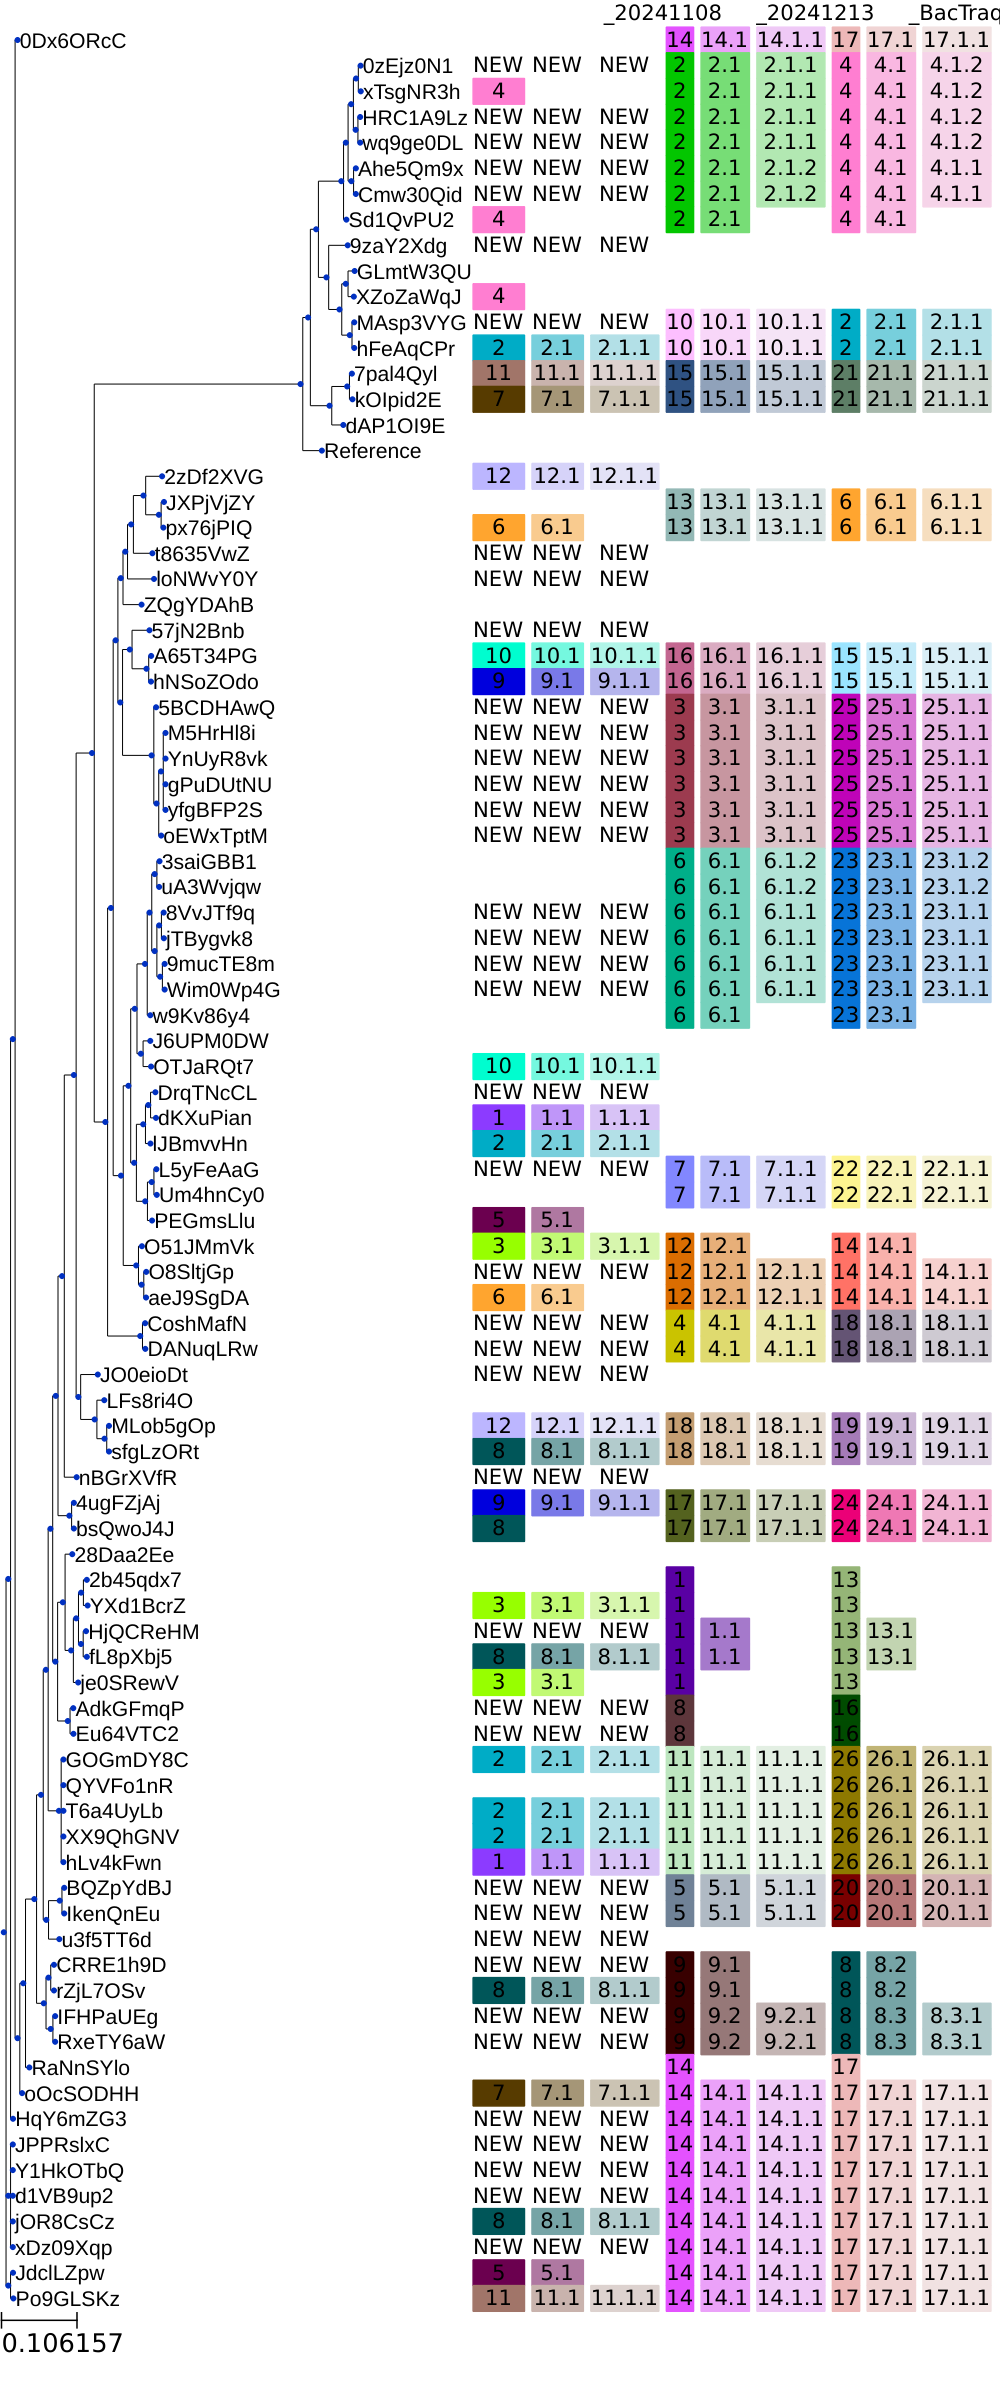 _20241108 _20241213 _BacTraq
0Dx6ORcC 14 14.1 14.1.1 17 17.1 17.1.1
0zEjz0N1 NEW NEW NEW 2 2.1 2.1.1 4 4.1 4.1.2
xTsgNR3h 4 2 2.1 2.1.1 4 4.1 4.1.2
HRC1A9Lz NEW NEW NEW 2 2.1 2.1.1 4 4.1 4.1.2
wq9ge0DL NEW NEW NEW 2 2.1 2.1.1 4 4.1 4.1.2
Ahe5Qm9x NEW NEW NEW 2 2.1 2.1.2 4 4.1 4.1.1
Cmw30Qid NEW NEW NEW 2 2.1 2.1.2 4 4.1 4.1.1
Sd1QvPU2 4 2 2.1 4 4.1
9zaY2Xdg NEW NEW NEW
GLmtW3QU
XZoZaWqJ 4
MAsp3VYG NEW NEW NEW 10 10.1 10.1.1 2 2.1 2.1.1
hFeAqCPr 2 2.1 2.1.1 10 10.1 10.1.1 2 2.1 2.1.1
7pal4Qyl 11 11.1 11.1.1 15 15.1 15.1.1 21 21.1 21.1.1
kOIpid2E 7 7.1 7.1.1 15 15.1 15.1.1 21 21.1 21.1.1
dAP1OI9E
Reference
2zDf2XVG 12 12.1 12.1.1
JXPjVjZY 13 13.1 13.1.1 6 6.1 6.1.1
px76jPIQ 6 6.1 13 13.1 13.1.1 6 6.1 6.1.1
t8635VwZ NEW NEW NEW
loNWvY0Y NEW NEW NEW
ZQgYDAhB
57jN2Bnb NEW NEW NEW
A65T34PG 10 10.1 10.1.1 16 16.1 16.1.1 15 15.1 15.1.1
hNSoZOdo 9 9.1 9.1.1 16 16.1 16.1.1 15 15.1 15.1.1
5BCDHAwQ NEW NEW NEW 3 3.1 3.1.1 25 25.1 25.1.1
M5HrHl8i NEW NEW NEW 3 3.1 3.1.1 25 25.1 25.1.1
YnUyR8vk NEW NEW NEW 3 3.1 3.1.1 25 25.1 25.1.1
gPuDUtNU NEW NEW NEW 3 3.1 3.1.1 25 25.1 25.1.1
yfgBFP2S NEW NEW NEW 3 3.1 3.1.1 25 25.1 25.1.1
oEWxTptM NEW NEW NEW 3 3.1 3.1.1 25 25.1 25.1.1
3saiGBB1 6 6.1 6.1.2 23 23.1 23.1.2
uA3Wvjqw 6 6.1 6.1.2 23 23.1 23.1.2
8VvJTf9q NEW NEW NEW 6 6.1 6.1.1 23 23.1 23.1.1
jTBygvk8 NEW NEW NEW 6 6.1 6.1.1 23 23.1 23.1.1
9mucTE8m NEW NEW NEW 6 6.1 6.1.1 23 23.1 23.1.1
Wim0Wp4G NEW NEW NEW 6 6.1 6.1.1 23 23.1 23.1.1
w9Kv86y4 6 6.1 23 23.1
J6UPM0DW
OTJaRQt7 10 10.1 10.1.1
DrqTNcCL NEW NEW NEW
dKXuPian 1 1.1 1.1.1
lJBmvvHn 2 2.1 2.1.1
L5yFeAaG NEW NEW NEW 7 7.1 7.1.1 22 22.1 22.1.1
Um4hnCy0 7 7.1 7.1.1 22 22.1 22.1.1
PEGmsLlu 5 5.1
O51JMmVk 3 3.1 3.1.1 12 12.1 14 14.1
O8SltjGp NEW NEW NEW 12 12.1 12.1.1 14 14.1 14.1.1
aeJ9SgDA 6 6.1 12 12.1 12.1.1 14 14.1 14.1.1
CoshMafN NEW NEW NEW 4 4.1 4.1.1 18 18.1 18.1.1
DANuqLRw NEW NEW NEW 4 4.1 4.1.1 18 18.1 18.1.1
JO0eioDt NEW NEW NEW
LFs8ri4O
MLob5gOp 12 12.1 12.1.1 18 18.1 18.1.1 19 19.1 19.1.1
sfgLzORt 8 8.1 8.1.1 18 18.1 18.1.1 19 19.1 19.1.1
nBGrXVfR NEW NEW NEW
4ugFZjAj 9 9.1 9.1.1 17 17.1 17.1.1 24 24.1 24.1.1
bsQwoJ4J 8 17 17.1 17.1.1 24 24.1 24.1.1
28Daa2Ee
2b45qdx7 1 13
YXd1BcrZ 3 3.1 3.1.1 1 13
HjQCReHM NEW NEW NEW 1 1.1 13 13.1
fL8pXbj5 8 8.1 8.1.1 1 1.1 13 13.1
je0SRewV 3 3.1 1 13
AdkGFmqP NEW NEW NEW 8 16
Eu64VTC2 NEW NEW NEW 8 16
GOGmDY8C 2 2.1 2.1.1 11 11.1 11.1.1 26 26.1 26.1.1
QYVFo1nR 11 11.1 11.1.1 26 26.1 26.1.1
T6a4UyLb 2 2.1 2.1.1 11 11.1 11.1.1 26 26.1 26.1.1
XX9QhGNV 2 2.1 2.1.1 11 11.1 11.1.1 26 26.1 26.1.1
hLv4kFwn 1 1.1 1.1.1 11 11.1 11.1.1 26 26.1 26.1.1
BQZpYdBJ NEW NEW NEW 5 5.1 5.1.1 20 20.1 20.1.1
IkenQnEu NEW NEW NEW 5 5.1 5.1.1 20 20.1 20.1.1
u3f5TT6d NEW NEW NEW
CRRE1h9D 9 9.1 8 8.2
rZjL7OSv 8 8.1 8.1.1 9 9.1 8 8.2
IFHPaUEg NEW NEW NEW 9 9.2 9.2.1 8 8.3 8.3.1
RxeTY6aW NEW NEW NEW 9 9.2 9.2.1 8 8.3 8.3.1
RaNnSYlo 14 17
oOcSODHH 7 7.1 7.1.1 14 14.1 14.1.1 17 17.1 17.1.1
HqY6mZG3 NEW NEW NEW 14 14.1 14.1.1 17 17.1 17.1.1
JPPRslxC NEW NEW NEW 14 14.1 14.1.1 17 17.1 17.1.1
Y1HkOTbQ NEW NEW NEW 14 14.1 14.1.1 17 17.1 17.1.1
d1VB9up2 NEW NEW NEW 14 14.1 14.1.1 17 17.1 17.1.1
jOR8CsCz 8 8.1 8.1.1 14 14.1 14.1.1 17 17.1 17.1.1
xDz09Xqp NEW NEW NEW 14 14.1 14.1.1 17 17.1 17.1.1
JdclLZpw 5 5.1 14 14.1 14.1.1 17 17.1 17.1.1
Po9GLSKz 11 11.1 11.1.1 14 14.1 14.1.1 17 17.1 17.1.1
0.106157